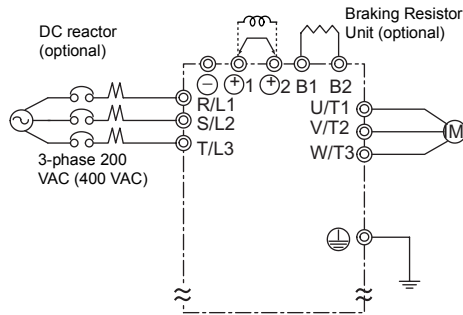 DC reactor
(optional)
Braking Resistor
Unit (optional)
− +1 +2 B1 B2
R/L1
S/L2
T/L3
3-phase 200
VAC (400 VAC)
U/T1
V/T2
W/T3
M